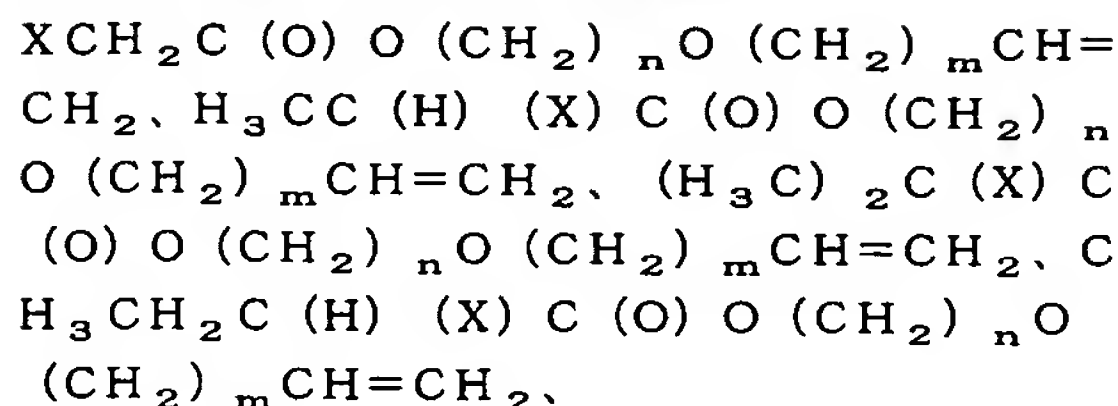 XCH₂C (O) O (CH₂) ₙO (CH₂) ₘCH=
CH₂、H₃CC (H) (X) C (O) O (CH₂) ₙ
O (CH₂) ₘCH=CH₂、 (H₃C) ₂C (X) C
(O) O (CH₂) ₙO (CH₂) ₘCH=CH₂、C
H₃CH₂C (H) (X) C (O) O (CH₂) ₙO
(CH₂) ₘCH=CH₂、